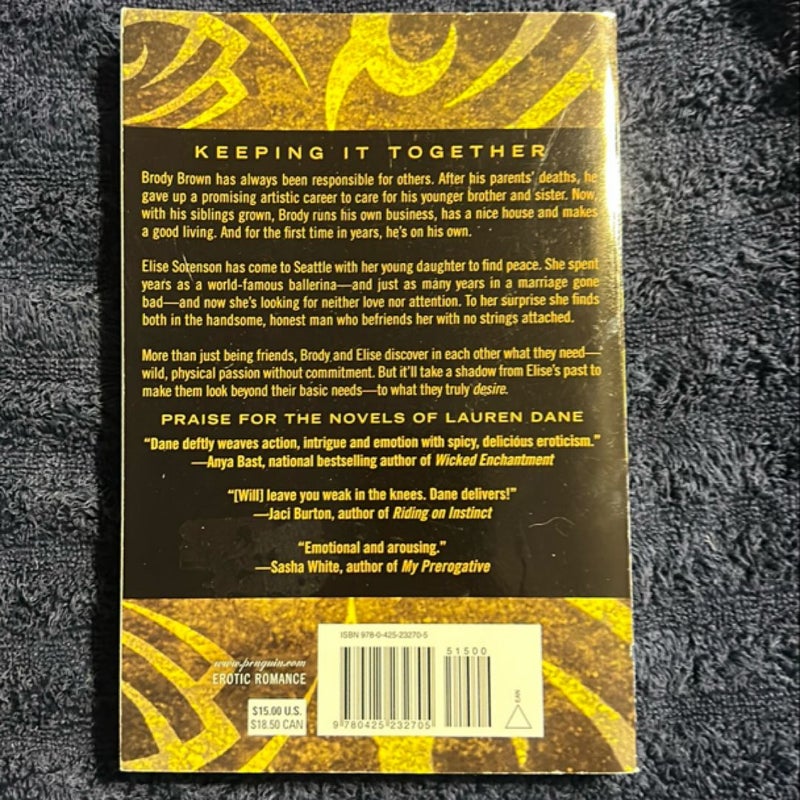 KEEPING IT TOGETHER
Brody Brown has always been responsible for others. After his parents' deaths, he
gave up a promising artistic career to care for his younger brother and sister. Now,
with his siblings grown, Brody runs his own business, has a nice house and makes
a good living. And for the first time in years, he's on his own.
Elise Sorenson has come to Seattle with her young daughter to find peace. She spent
years as a world-famous ballerina—and just as many years in a marriage gone
bad—and now she's looking for neither love nor attention. To her surprise she finds
both in the handsome, honest man who befriends her with no strings attached.
More than just being friends, Brody and Elise discover in each other what they need—
wild, physical passion without commitment. But it'll take a shadow from Elise's past to
make them look beyond their basic needs—to what they truly desire.
PRAISE FOR THE NOVELS OF LAUREN DANE
“Dane deftly weaves action, intrigue and emotion with spicy, delicious eroticism.”
—Anya Bast, national bestselling author of Wicked Enchantment
“[Will] leave you weak in the knees. Dane delivers!”
—Jaci Burton, author of Riding on Instinct
“Emotional and arousing.”
—Sasha White, author of My Prerogative
ISBN 978-0-425-23270-5
51500
www.penguin.com
EROTIC ROMANCE
$15.00 U.S.
$18.50 CAN
9 780425 232705
EAN